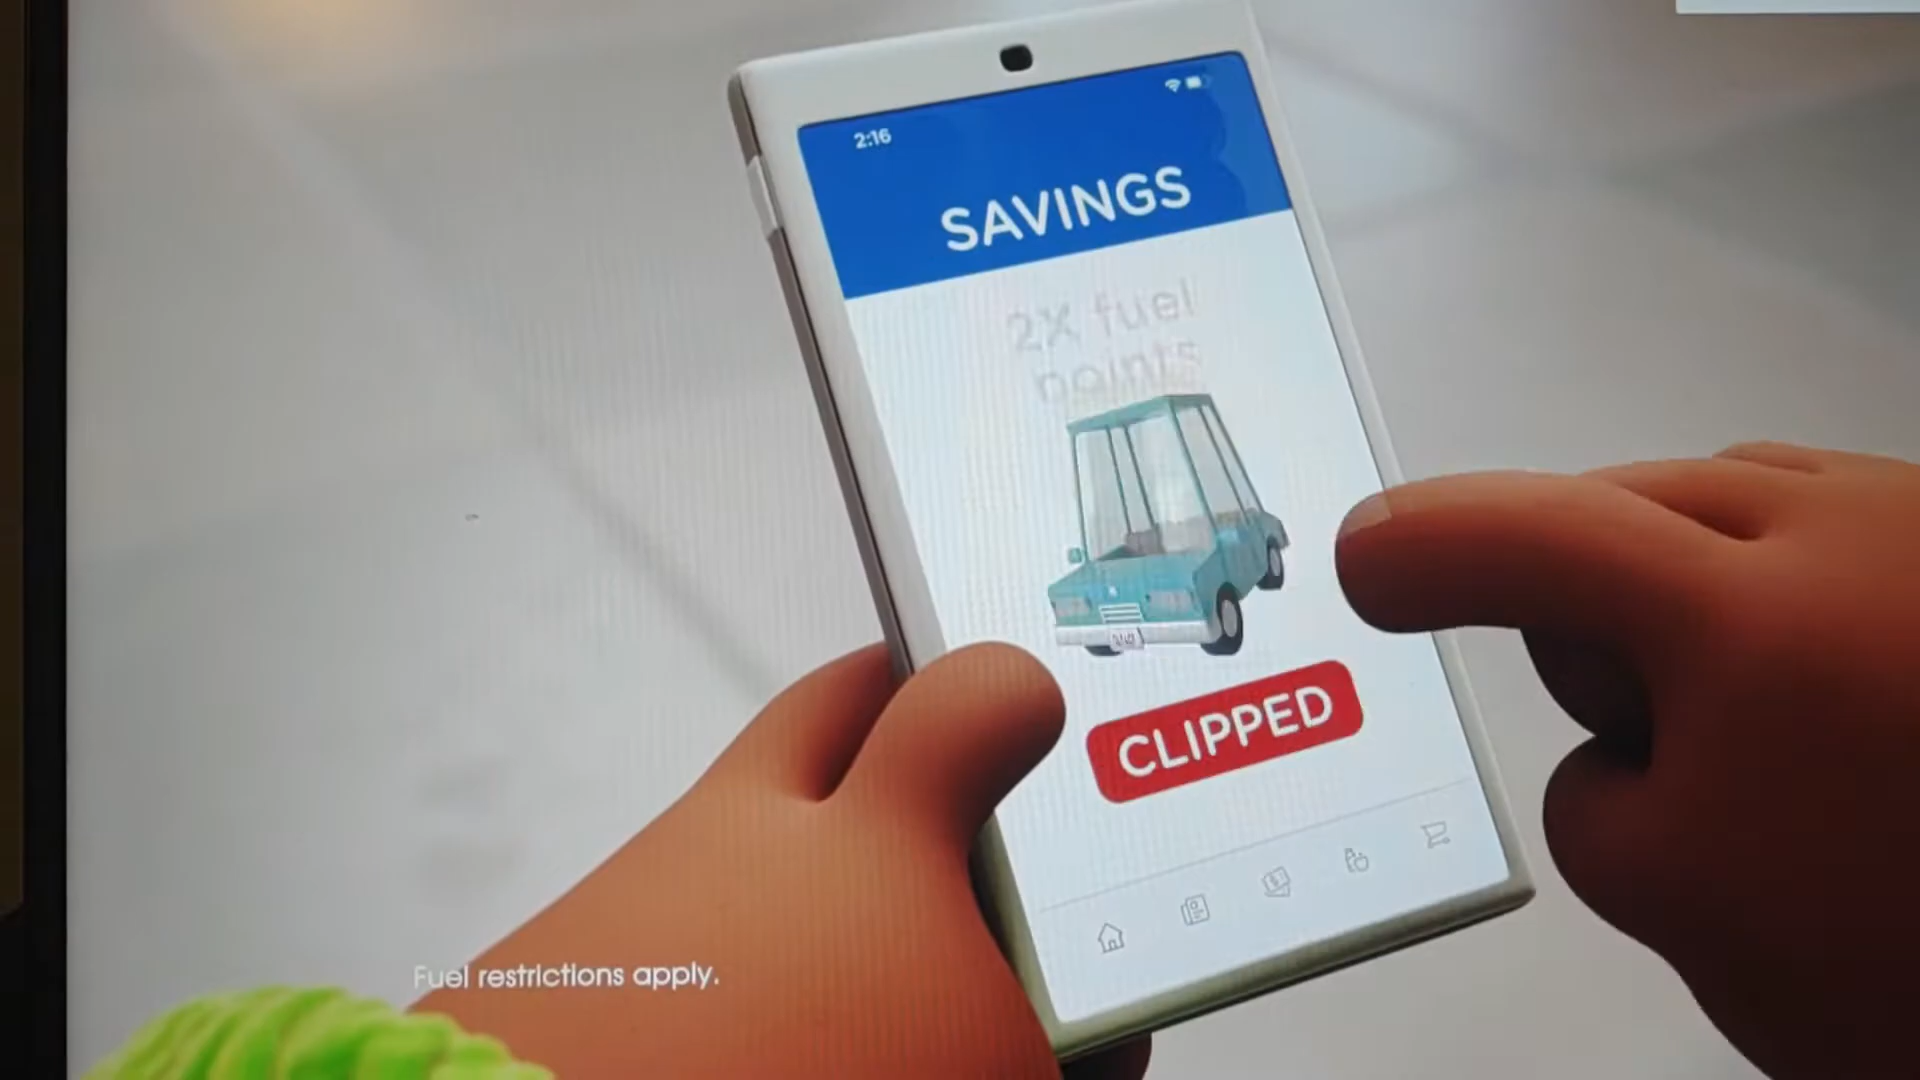 2:16
SAVINGS
2X fuel
points
CLIPPED
Fuel restrictions apply.